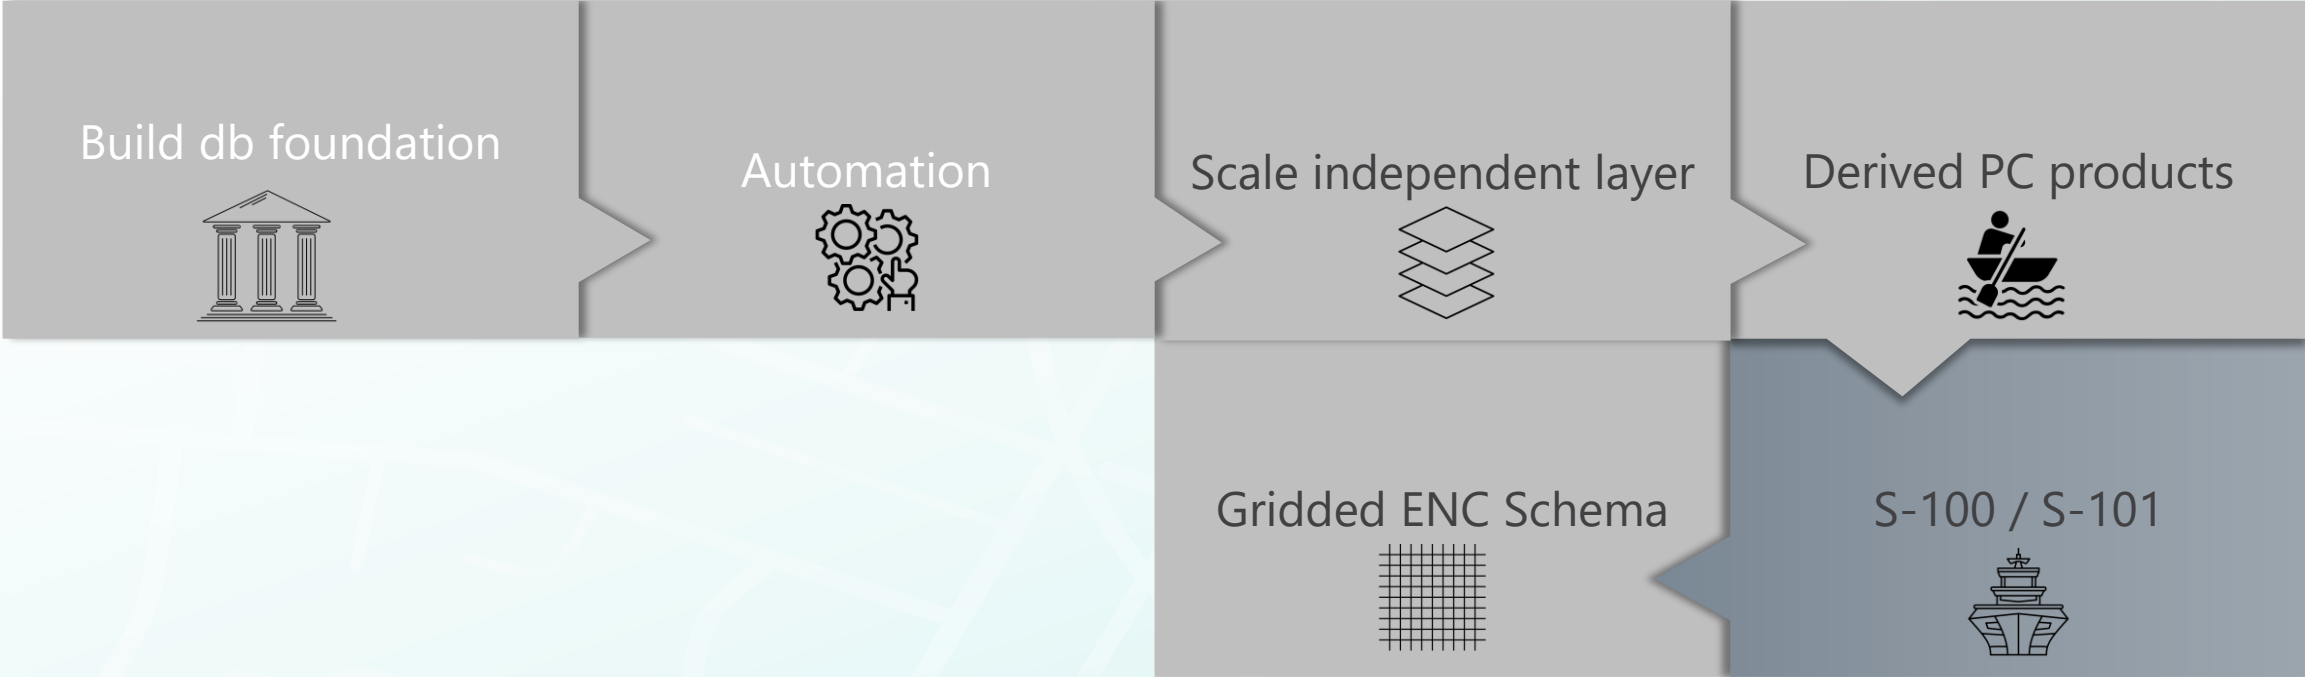 Build db foundation
Automation
Scale independent layer
Derived PC products
Gridded ENC Schema
S-100 / S-101